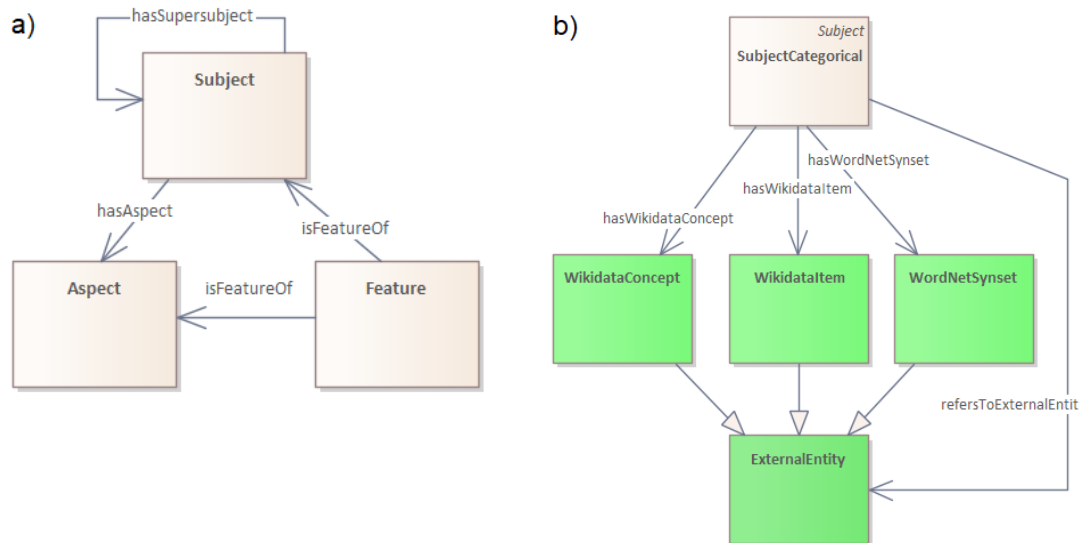 a)
hasSupersubject
Subject
hasAspect
isFeatureOf
Aspect
isFeatureOf
Feature
b)
Subject
SubjectCategorical
hasWordNetSynset
hasWikidataItem
hasWikidataConcept
WikidataConcept
WikidataItem
WordNetSynset
refersToExternalEntit
ExternalEntity